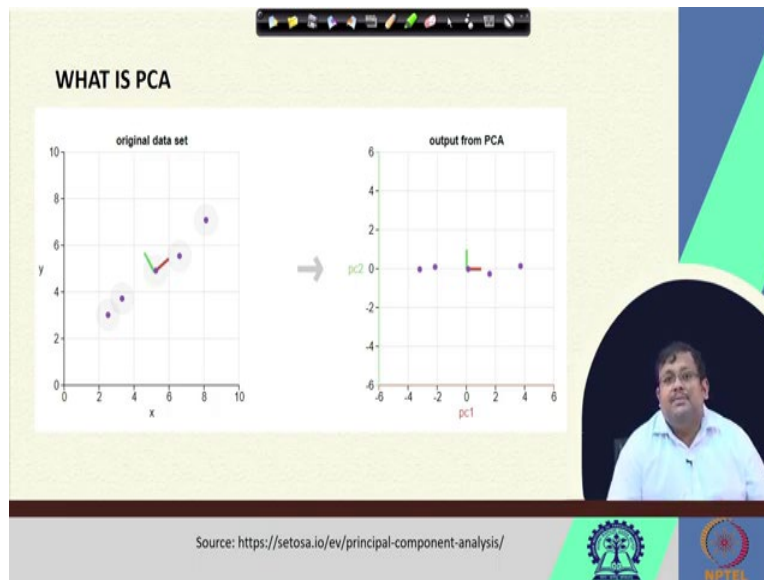 WHAT IS PCA
original data set
10
8
6
4
2
0
y
0 2 4 6 8 10
x
output from PCA
6
4
2
pc2 0
-2
-4
-6
-6 -4 -2 0 2 4 6
pc1
Source: https://setosa.io/ev/principal-component-analysis/
NPTEL